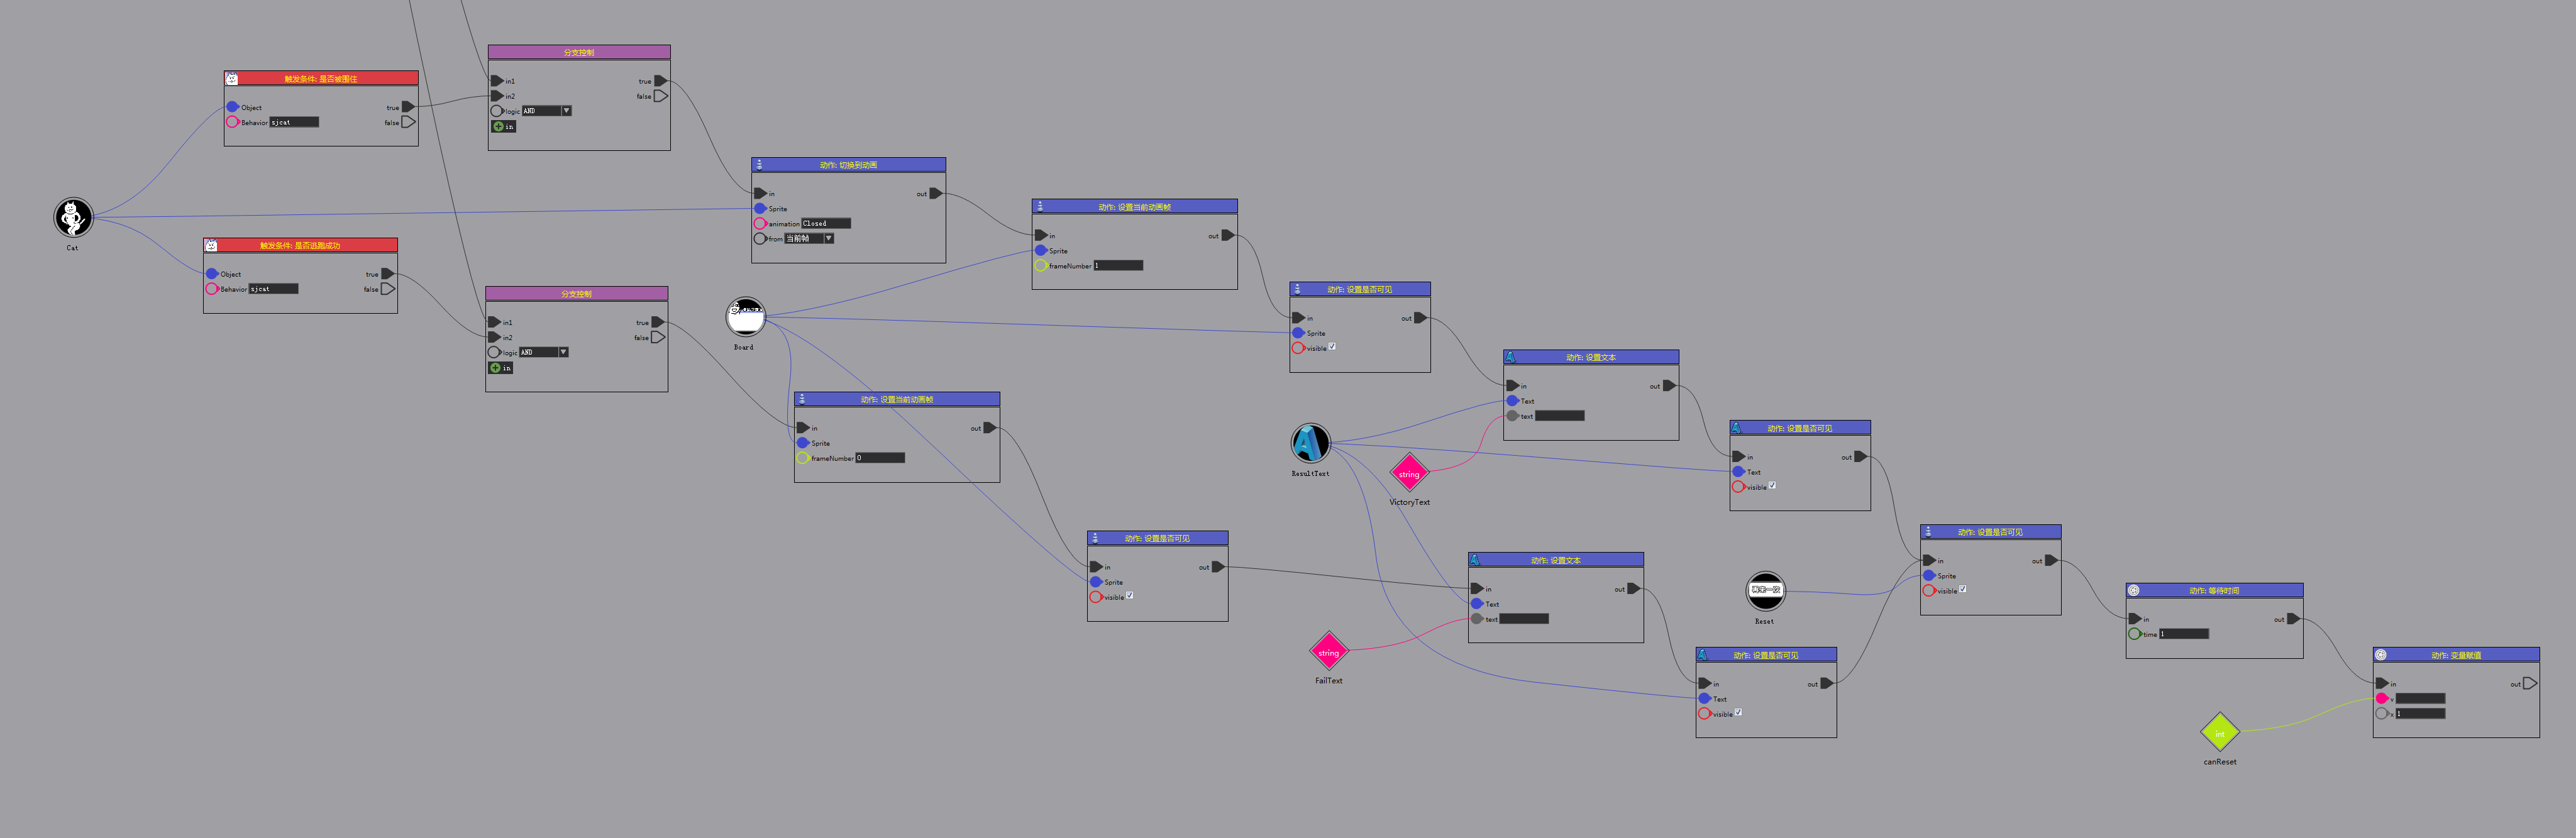 分支控制
in1
true
in2
false
logic AND
in
触发条件: 是否被围住
Object
true
Behavior sjcat
false
Cat
触发条件: 是否逃跑成功
Object
true
Behavior sjcat
false
分支控制
in1
true
in2
false
logic AND
in
动作: 切换到动画
in
out
Sprite
animation Closed
from 当前帧
动作: 设置当前动画帧
in
out
Sprite
frameNumber 1
Board
动作: 设置当前动画帧
in
out
Sprite
frameNumber 0
动作: 设置是否可见
in
out
Sprite
visible
动作: 设置文本
in
out
Text
text
ResultText
string
VictoryText
动作: 设置是否可见
in
out
Text
visible
动作: 设置是否可见
in
out
Sprite
visible
动作: 设置文本
in
out
Text
text
string
FailText
动作: 设置是否可见
in
out
Text
visible
再来一次
Reset
动作: 设置是否可见
in
out
Sprite
visible
动作: 等待时间
in
out
time 1
动作: 变量赋值
in
out
v
x 1
int
canReset